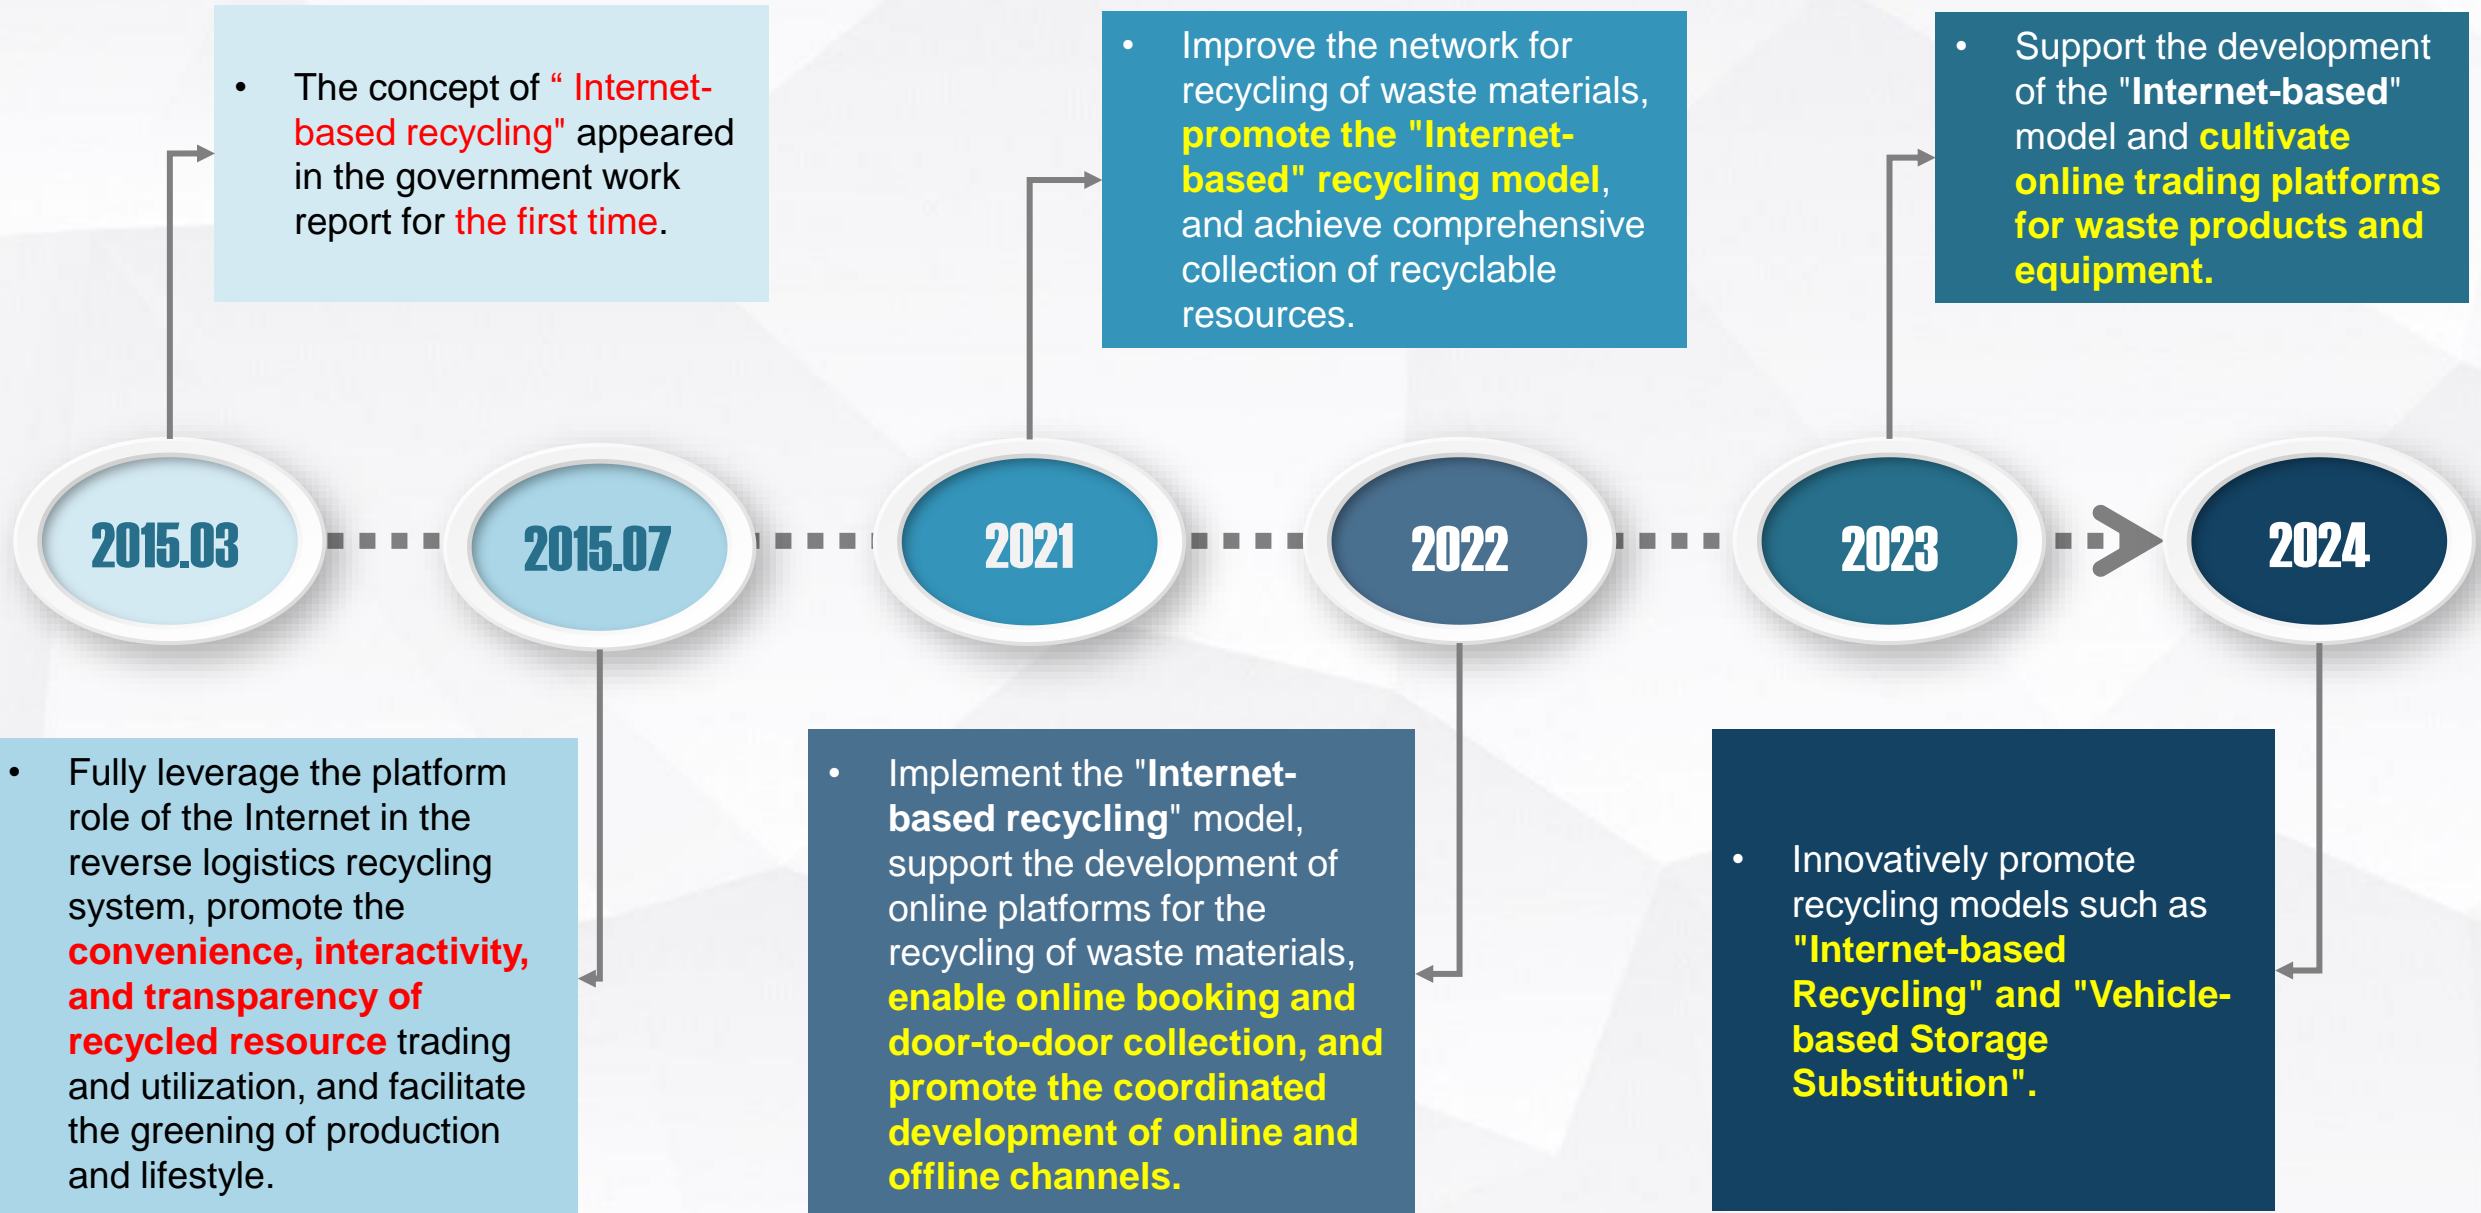 • The concept of “ Internet-
based recycling" appeared
in the government work
report for the first time.
• Improve the network for
recycling of waste materials,
promote the "Internet-
based" recycling model,
and achieve comprehensive
collection of recyclable
resources.
• Support the development
of the "Internet-based"
model and cultivate
online trading platforms
for waste products and
equipment.
2015.03
2015.07
2021
2022
2023
2024
• Fully leverage the platform
role of the Internet in the
reverse logistics recycling
system, promote the
convenience, interactivity,
and transparency of
recycled resource trading
and utilization, and facilitate
the greening of production
and lifestyle.
• Implement the "Internet-
based recycling" model,
support the development of
online platforms for the
recycling of waste materials,
enable online booking and
door-to-door collection, and
promote the coordinated
development of online and
offline channels.
• Innovatively promote
recycling models such as
"Internet-based
Recycling" and "Vehicle-
based Storage
Substitution".